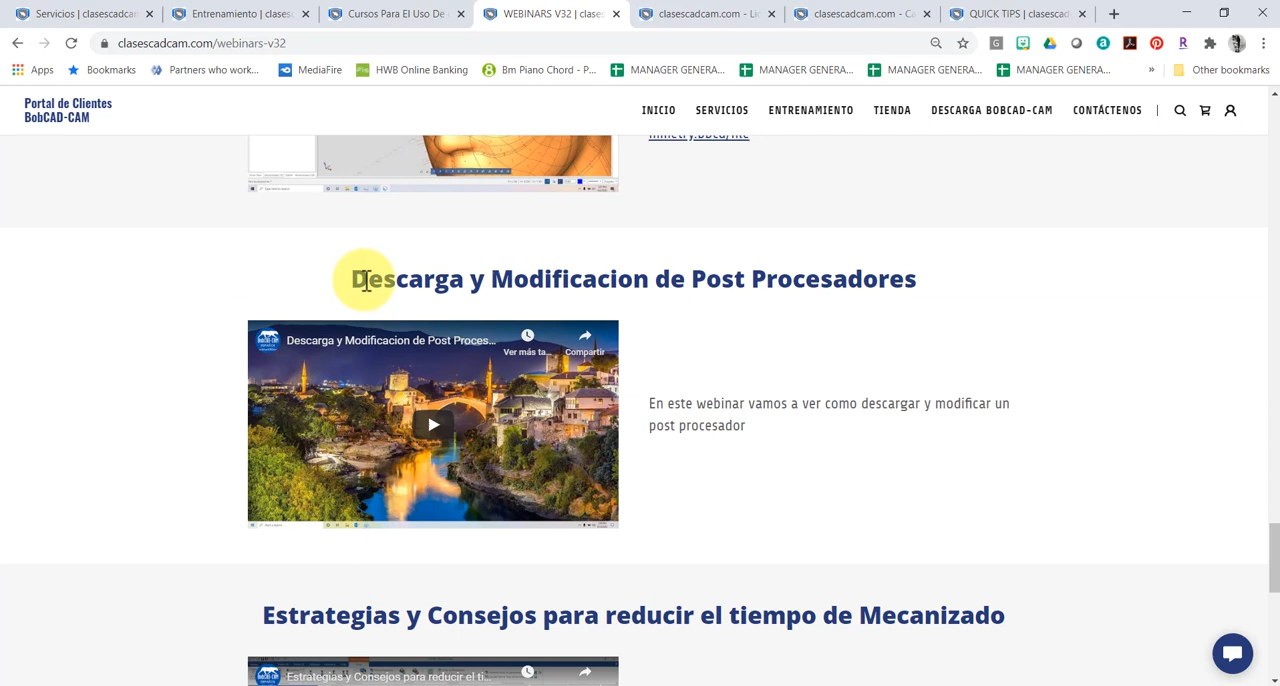 Servicios | clasescadcam
Entrenamiento | clasesc
Cursos Para El Uso De
WEBINARS V32 | clases
clasescadcam.com - Lic
clasescadcam.com - Ca
QUICK TIPS | clasescad
clasescadcam.com/webinars-v32
Apps
Bookmarks
Partners who work...
MediaFire
HWB Online Banking
Bm Piano Chord - P...
MANAGER GENERA...
MANAGER GENERA...
MANAGER GENERA...
MANAGER GENERA...
»
Other bookmarks
Portal de Clientes
BobCAD-CAM
INICIO
SERVICIOS
ENTRENAMIENTO
TIENDA
DESCARGA BOBCAD-CAM
CONTÁCTENOS
Descarga y Modificacion de Post Procesadores
Descarga y Modificacion de Post Proces...
Ver más ta...
Compartir
En este webinar vamos a ver como descargar y modificar un
post procesador
Estrategias y Consejos para reducir el tiempo de Mecanizado
Estrategias y Consejos para reducir el ti...